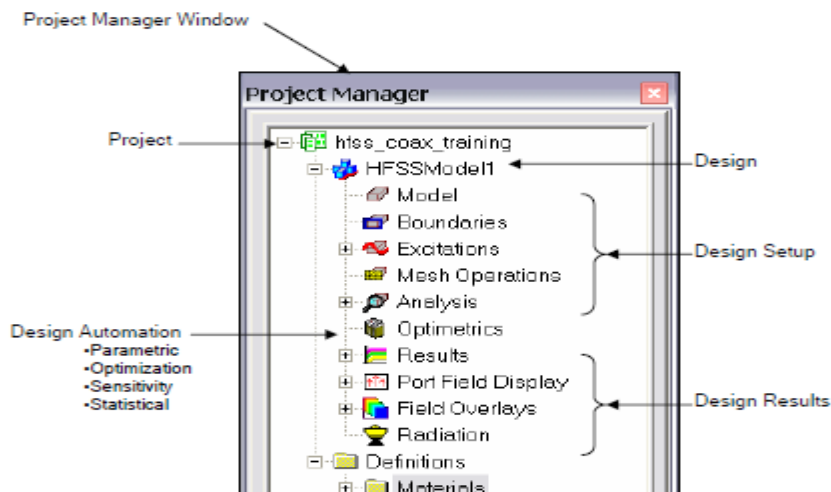 Project Manager Window
Project Manager
Project
hfss_coax_training
HFSSModel1
Design
Model
Boundaries
Excitations
Design Setup
Mesh Operations
Analysis
Design Automation
•Parametric
•Optimization
•Sensitivity
•Statistical
Optimetrics
Results
Port Field Display
Field Overlays
Design Results
Radiation
Definitions
Materials